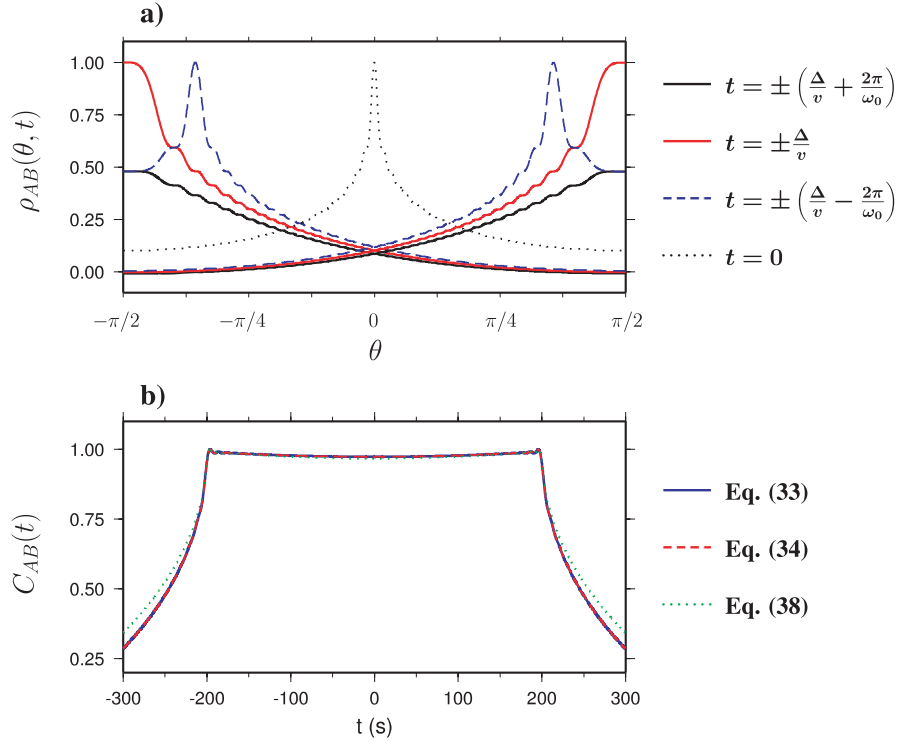 a)
ρ_AB(θ, t)
1.00
0.75
0.50
0.25
0.00
−π/2
−π/4
0
π/4
π/2
θ
t = ± (Δ/v + 2π/ω₀)
t = ± Δ/v
t = ± (Δ/v − 2π/ω₀)
t = 0
b)
C_AB(t)
1.00
0.75
0.50
0.25
-300
-200
-100
0
100
200
300
t (s)
Eq. (33)
Eq. (34)
Eq. (38)